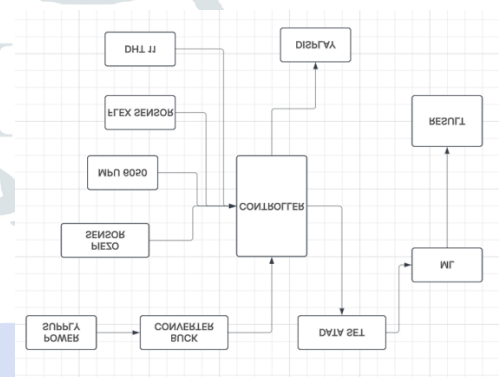 POWER
SUPPLY
BUCK
CONVERTER
DATA SET
ML
PIEZO
SENSOR
CONTROLLER
MPU 6050
RESULT
FLEX SENSOR
DHT 11
DISPLAY